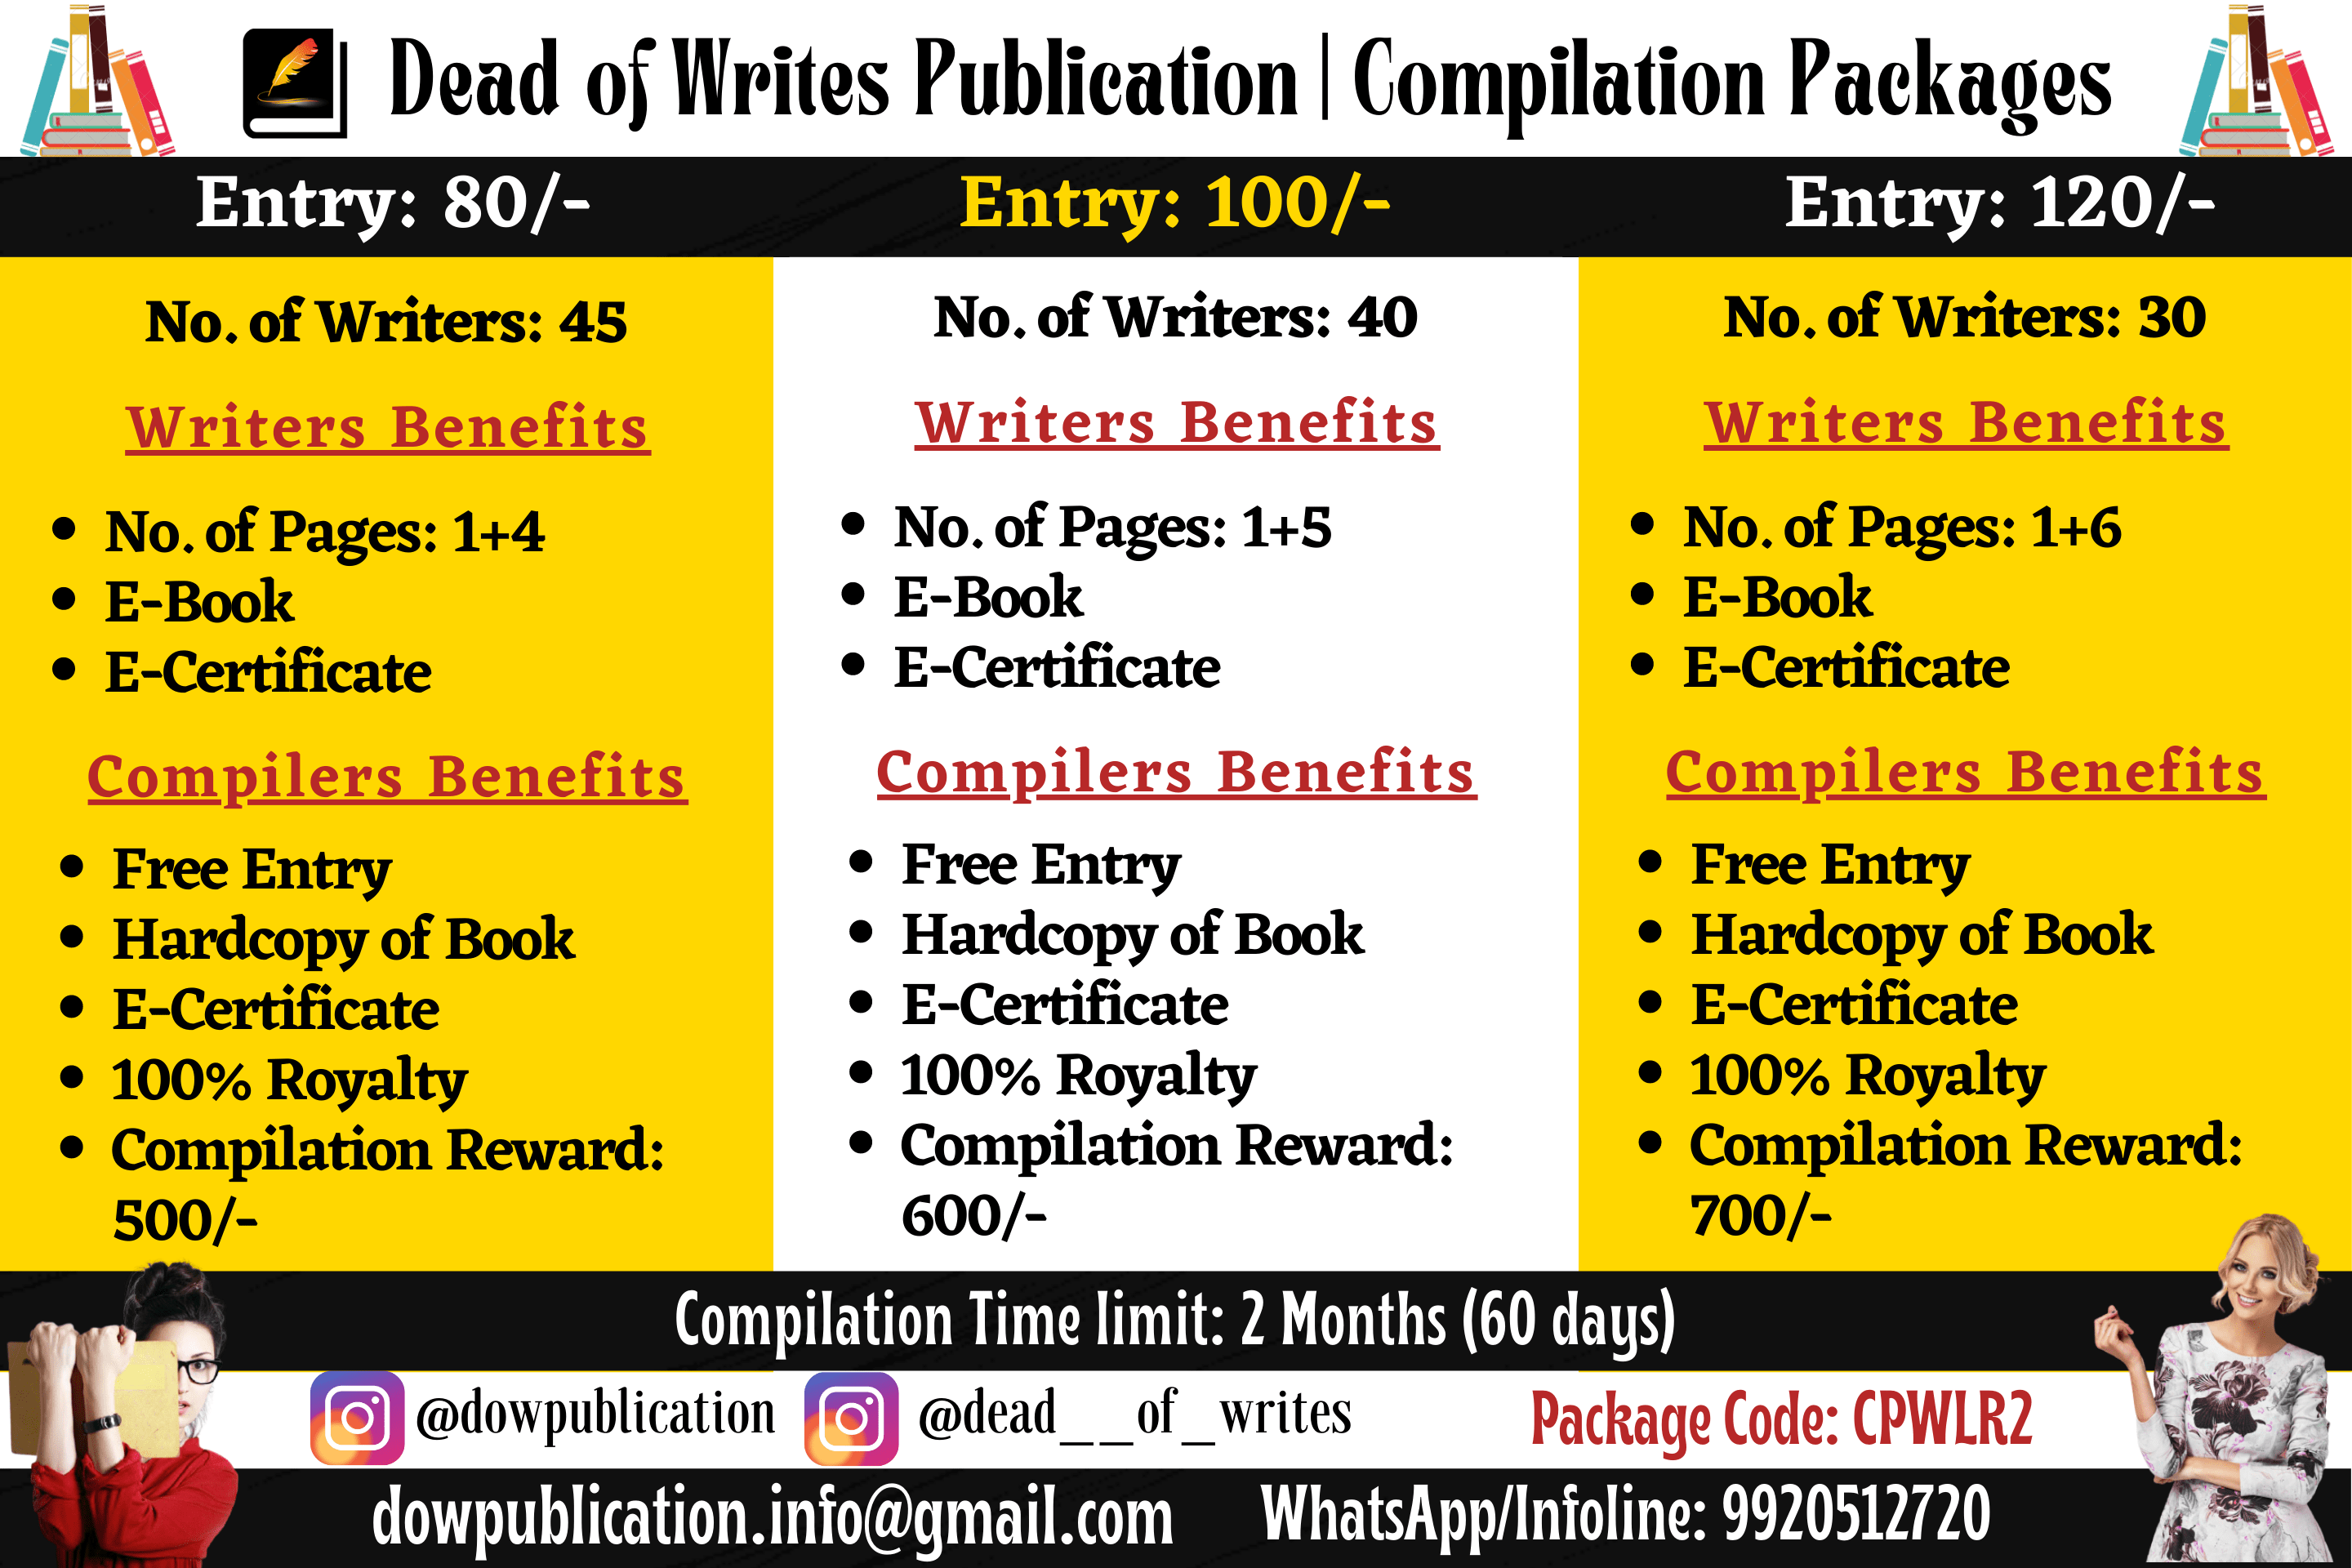 Dead of Writes Publication | Compilation Packages
Entry: 80/-
No. of Writers: 45
Writers Benefits
No. of Pages: 1+4
E-Book
E-Certificate
Compilers Benefits
Free Entry
Hardcopy of Book
E-Certificate
100% Royalty
Compilation Reward:
500/-
Entry: 100/-
No. of Writers: 40
Writers Benefits
No. of Pages: 1+5
E-Book
E-Certificate
Compilers Benefits
Free Entry
Hardcopy of Book
E-Certificate
100% Royalty
Compilation Reward:
600/-
Entry: 120/-
No. of Writers: 30
Writers Benefits
No. of Pages: 1+6
E-Book
E-Certificate
Compilers Benefits
Free Entry
Hardcopy of Book
E-Certificate
100% Royalty
Compilation Reward:
700/-
Compilation Time limit: 2 Months (60 days)
@dowpublication @dead__of_writes Package Code: CPWLR2
dowpublication.info@gmail.com WhatsApp/Infoline: 9920512720